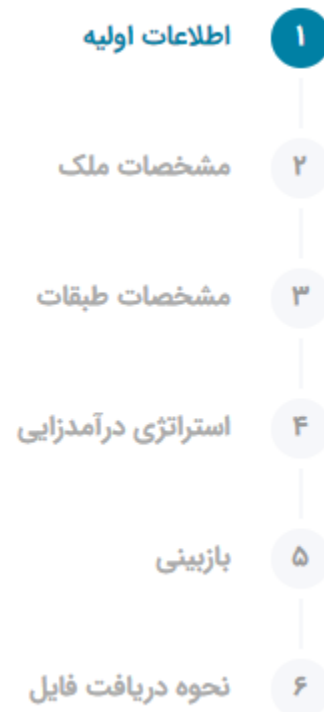 ۱ اطلاعات اولیه
۲ مشخصات ملک
۳ مشخصات طبقات
۴ استراتژی درآمدزایی
۵ بازبینی
۶ نحوه دریافت فایل